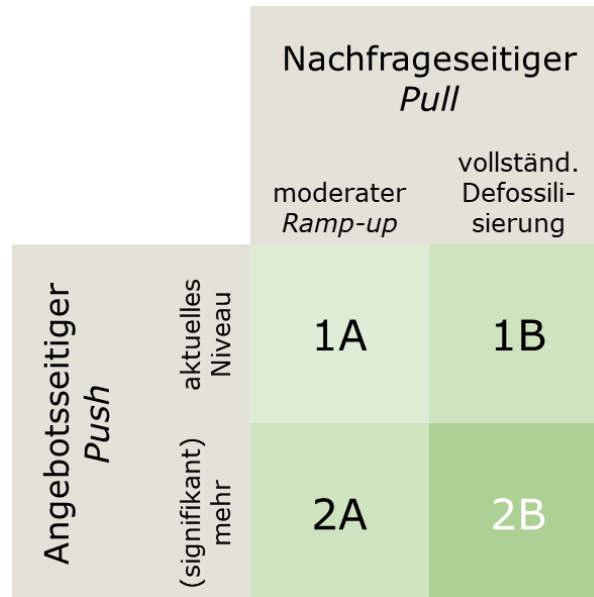 Nachfrageseitiger
Pull
moderater
Ramp-up
vollständ.
Defossili-
sierung
Angebotsseitiger
Push
aktuelles
Niveau
1A
1B
(signifikant)
mehr
2A
2B